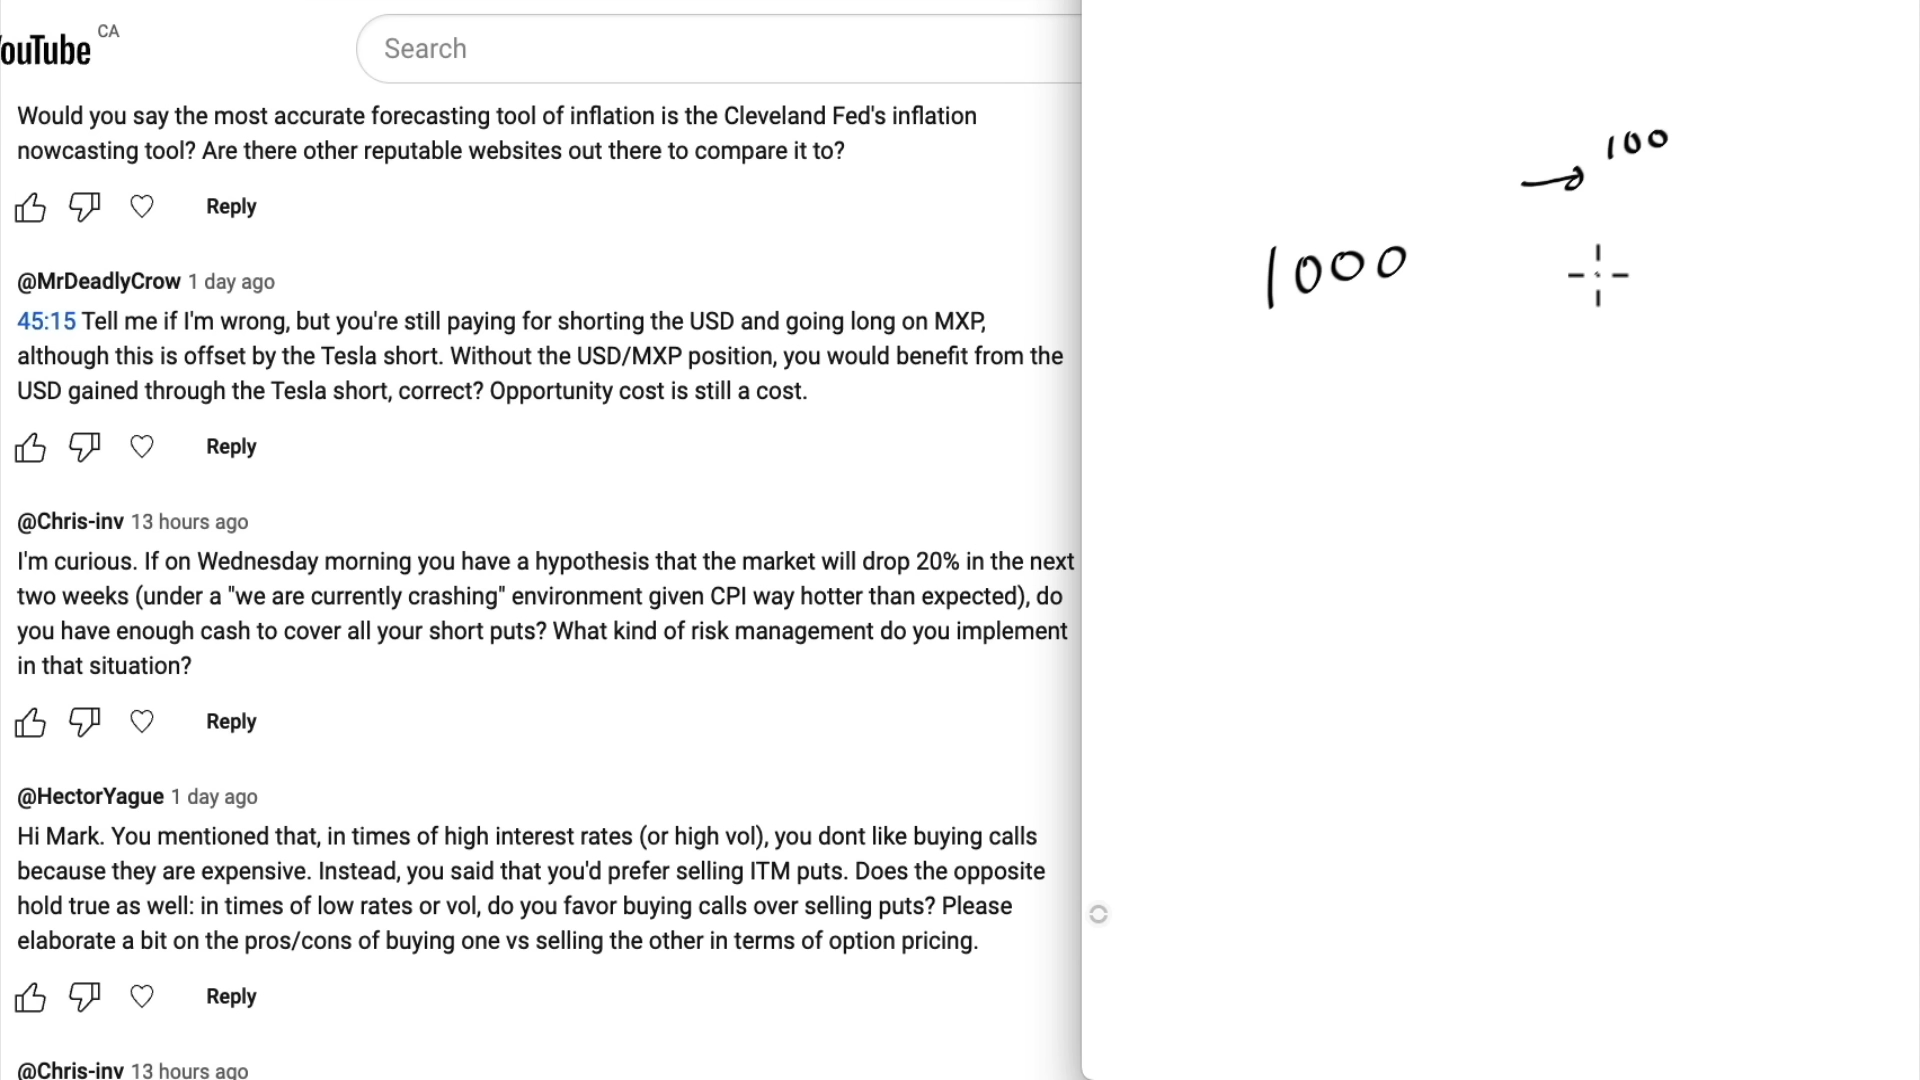 ouTube CA
Search
Would you say the most accurate forecasting tool of inflation is the Cleveland Fed's inflation
nowcasting tool? Are there other reputable websites out there to compare it to?
Reply
@MrDeadlyCrow 1 day ago
45:15 Tell me if I'm wrong, but you're still paying for shorting the USD and going long on MXP,
although this is offset by the Tesla short. Without the USD/MXP position, you would benefit from the
USD gained through the Tesla short, correct? Opportunity cost is still a cost.
Reply
@Chris-inv 13 hours ago
I'm curious. If on Wednesday morning you have a hypothesis that the market will drop 20% in the next
two weeks (under a "we are currently crashing" environment given CPI way hotter than expected), do
you have enough cash to cover all your short puts? What kind of risk management do you implement
in that situation?
Reply
@HectorYague 1 day ago
Hi Mark. You mentioned that, in times of high interest rates (or high vol), you dont like buying calls
because they are expensive. Instead, you said that you'd prefer selling ITM puts. Does the opposite
hold true as well: in times of low rates or vol, do you favor buying calls over selling puts? Please
elaborate a bit on the pros/cons of buying one vs selling the other in terms of option pricing.
Reply
@Chris-inv 13 hours ago
→ 100
1000